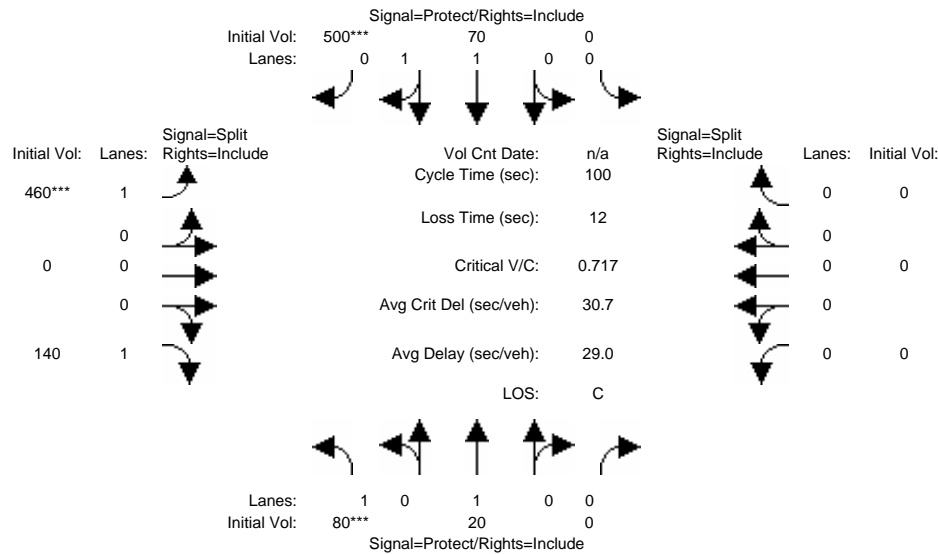 Signal=Protect/Rights=Include
Initial Vol: 500*** 70 0
Lanes: 0 1 1 0 0
Signal=Split
Initial Vol: Lanes: Rights=Include
Vol Cnt Date: n/a
Signal=Split
Rights=Include Lanes: Initial Vol:
Cycle Time (sec): 100
460*** 1
0 0
Loss Time (sec): 12
0
0
0 0
Critical V/C: 0.717
0 0
0
Avg Crit Del (sec/veh): 30.7
0
140 1
Avg Delay (sec/veh): 29.0
0 0
LOS: C
Lanes: 1 0 1 0 0
Initial Vol: 80*** 20 0
Signal=Protect/Rights=Include